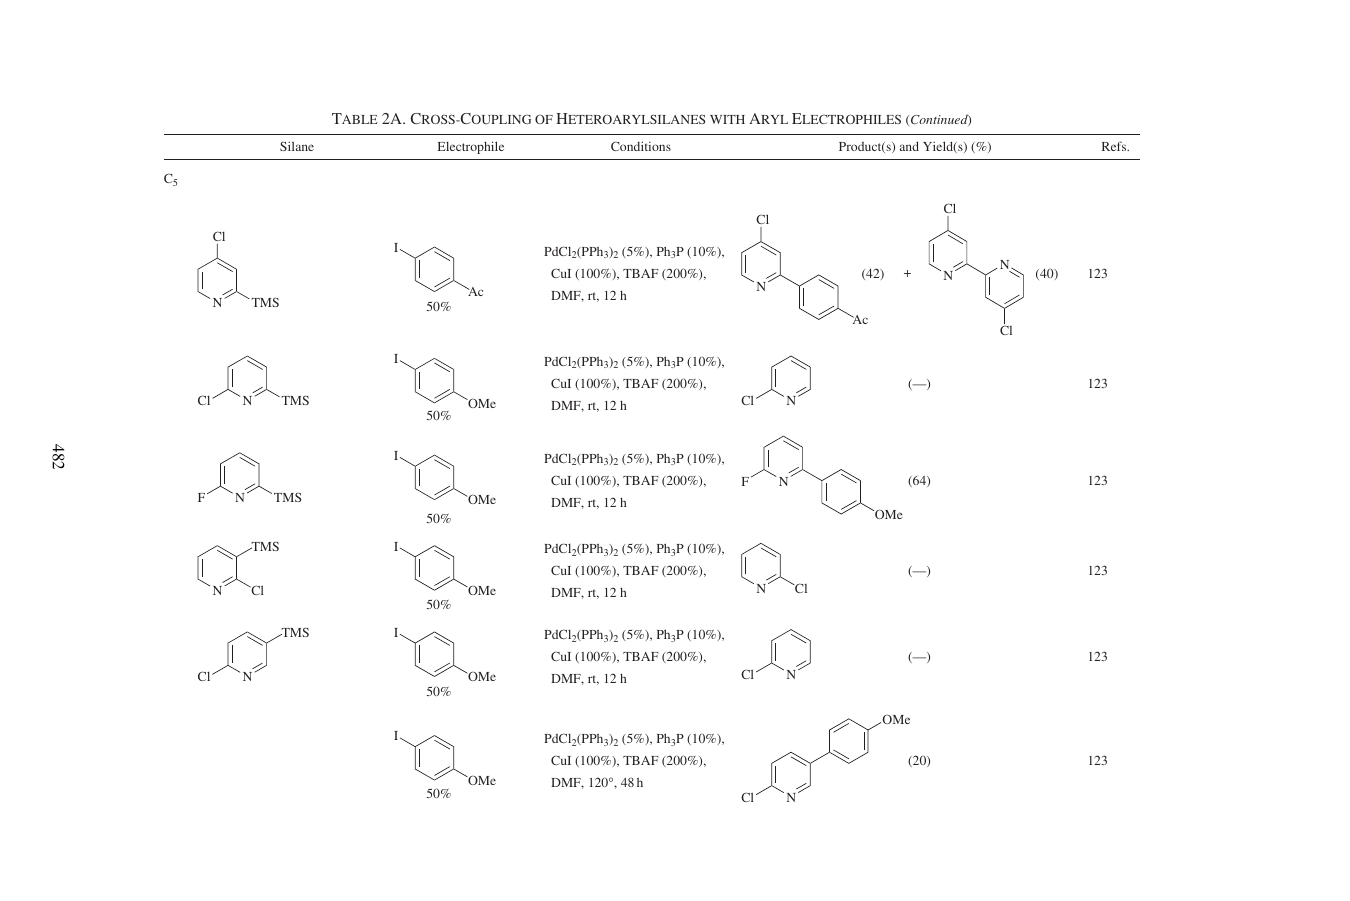 TABLE 2A. CROSS-COUPLING OF HETEROARYLSILANES WITH ARYL ELECTROPHILES (Continued)
Silane Electrophile Conditions Product(s) and Yield(s) (%) Refs.
C5
Cl
N
TMS
I
Ac
50%
PdCl2(PPh3)2 (5%), Ph3P (10%),
CuI (100%), TBAF (200%),
DMF, rt, 12 h
Cl
N
Ac
(42)
+
Cl
N
N
Cl
(40)
123
Cl
N
TMS
I
OMe
50%
PdCl2(PPh3)2 (5%), Ph3P (10%),
CuI (100%), TBAF (200%),
DMF, rt, 12 h
Cl
N
(—)
123
482
F
N
TMS
I
OMe
50%
PdCl2(PPh3)2 (5%), Ph3P (10%),
CuI (100%), TBAF (200%),
DMF, rt, 12 h
F
N
OMe
(64)
123
TMS
N
Cl
I
OMe
50%
PdCl2(PPh3)2 (5%), Ph3P (10%),
CuI (100%), TBAF (200%),
DMF, rt, 12 h
N
Cl
(—)
123
TMS
Cl
N
I
OMe
50%
PdCl2(PPh3)2 (5%), Ph3P (10%),
CuI (100%), TBAF (200%),
DMF, rt, 12 h
Cl
N
(—)
123
I
OMe
50%
PdCl2(PPh3)2 (5%), Ph3P (10%),
CuI (100%), TBAF (200%),
DMF, 120°, 48 h
OMe
Cl
N
(20)
123